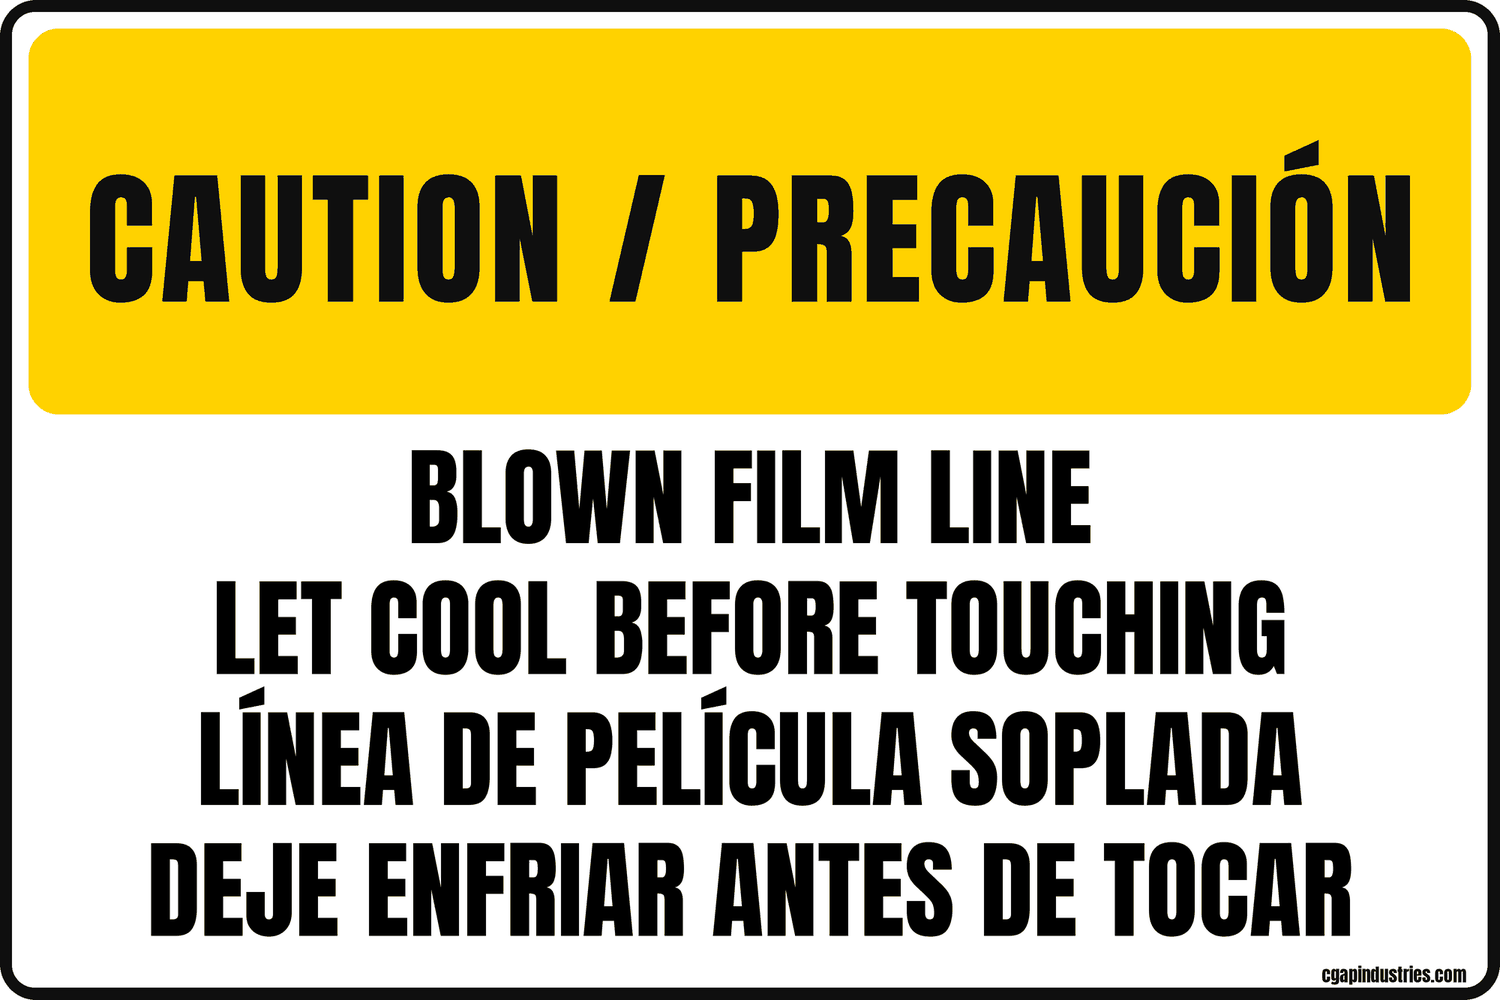 CAUTION / PRECAUCIÓN
BLOWN FILM LINE
LET COOL BEFORE TOUCHING
LÍNEA DE PELÍCULA SOPLADA
DEJE ENFRIAR ANTES DE TOCAR
cgapindustries.com